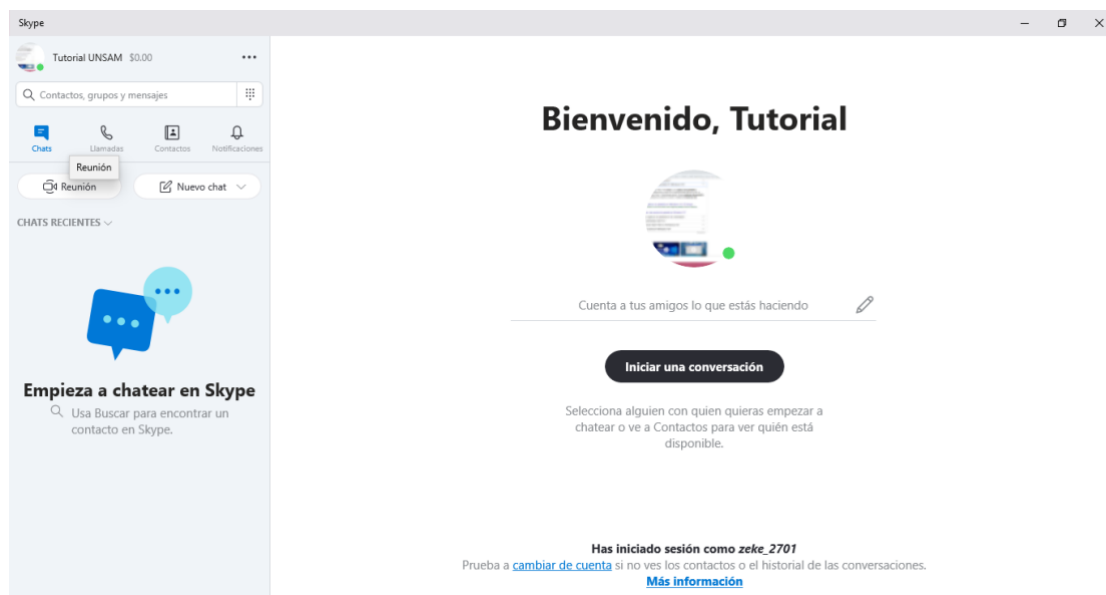 Skype
Tutorial UNSAM $0.00
Contactos, grupos y mensajes
Chats
Llamadas
Contactos
Notificaciones
Reunión
Reunión
Nuevo chat
CHATS RECIENTES
Empieza a chatear en Skype
Usa Buscar para encontrar un
contacto en Skype.
Bienvenido, Tutorial
Cuenta a tus amigos lo que estás haciendo
Iniciar una conversación
Selecciona alguien con quien quieras empezar a
chatear o ve a Contactos para ver quién está
disponible.
Has iniciado sesión como zeke_2701
Prueba a cambiar de cuenta si no ves los contactos o el historial de las conversaciones.
Más información